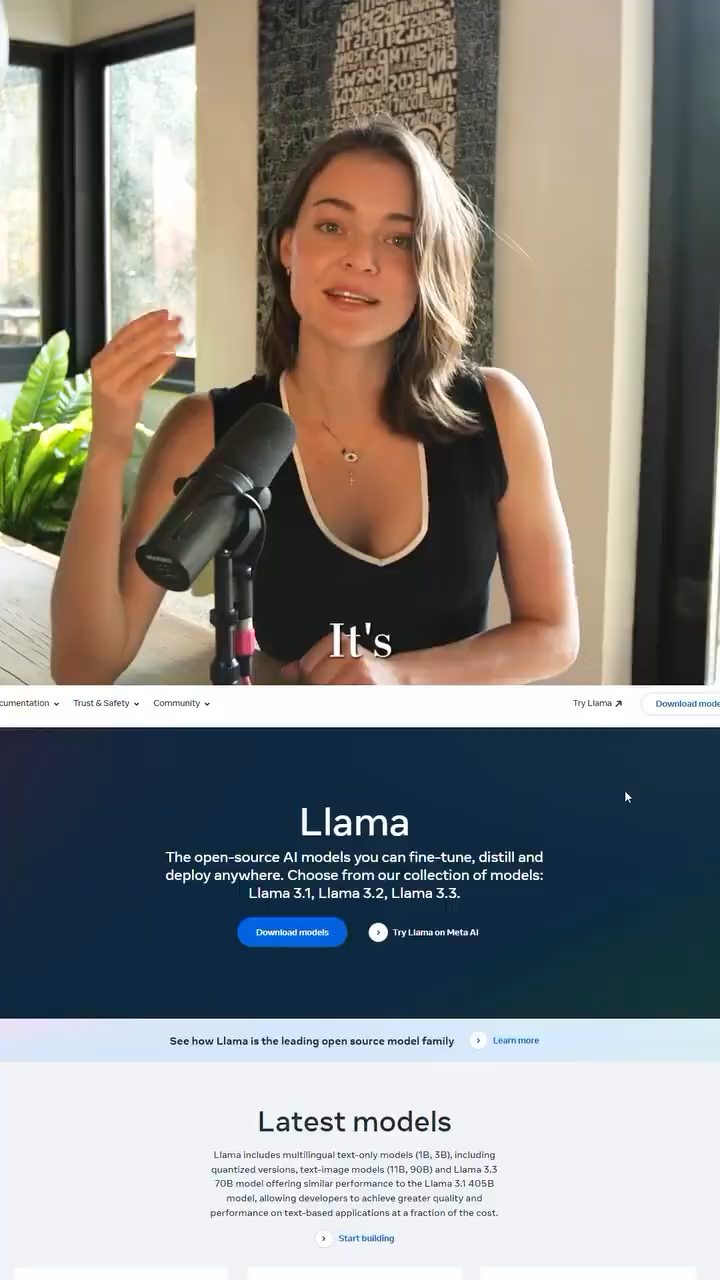 It's
cumentation
Trust & Safety
Community
Try Llama
Download mode
Llama
The open-source AI models you can fine-tune, distill and
deploy anywhere. Choose from our collection of models:
Llama 3.1, Llama 3.2, Llama 3.3.
Download models
Try Llama on Meta AI
See how Llama is the leading open source model family
Learn more
Latest models
Llama includes multilingual text-only models (1B, 3B), including
quantized versions, text-image models (11B, 90B) and Llama 3.3
70B model offering similar performance to the Llama 3.1 405B
model, allowing developers to achieve greater quality and
performance on text-based applications at a fraction of the cost.
Start building